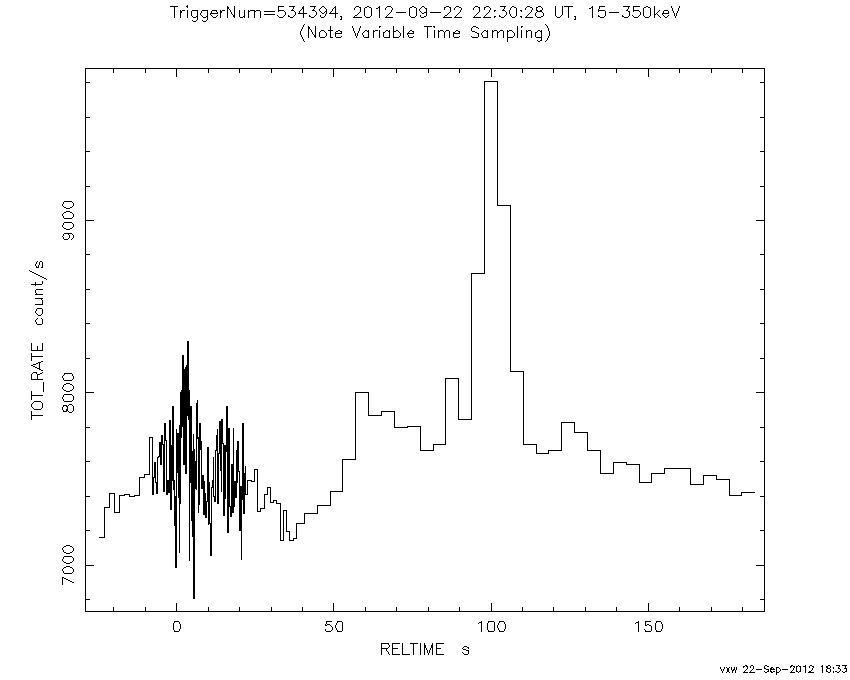 TriggerNum=534394, 2012-09-22 22:30:28 UT, 15-350keV
(Note Variable Time Sampling)
TOT_RATE count/s
9000
8000
7000
0 50 100 150
RELTIME s
vxw 22-Sep-2012 18:33